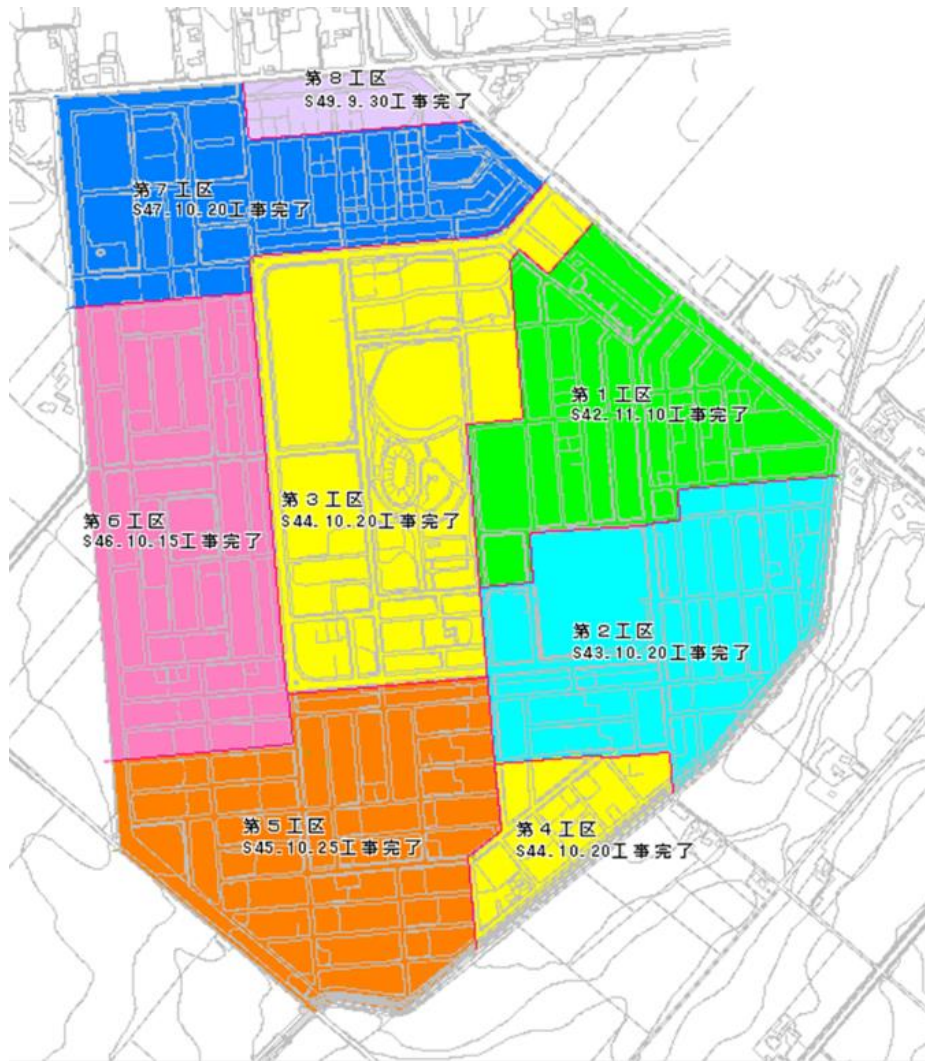 第８工区
S49.9.30工事完了
第７工区
S47.10.20工事完了
第１工区
S42.11.10工事完了
第３工区
S44.10.20工事完了
第６工区
S46.10.15工事完了
第２工区
S43.10.20工事完了
第５工区
S45.10.25工事完了
第４工区
S44.10.20工事完了